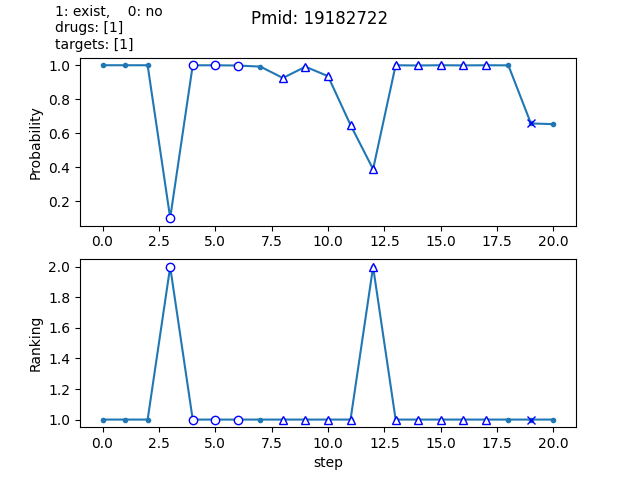 1: exist,    0: no
drugs: [1]
targets: [1]
Pmid: 19182722
Probability
1.0
0.8
0.6
0.4
0.2
0.0 2.5 5.0 7.5 10.0 12.5 15.0 17.5 20.0
Ranking
2.0
1.8
1.6
1.4
1.2
1.0
0.0 2.5 5.0 7.5 10.0 12.5 15.0 17.5 20.0
step